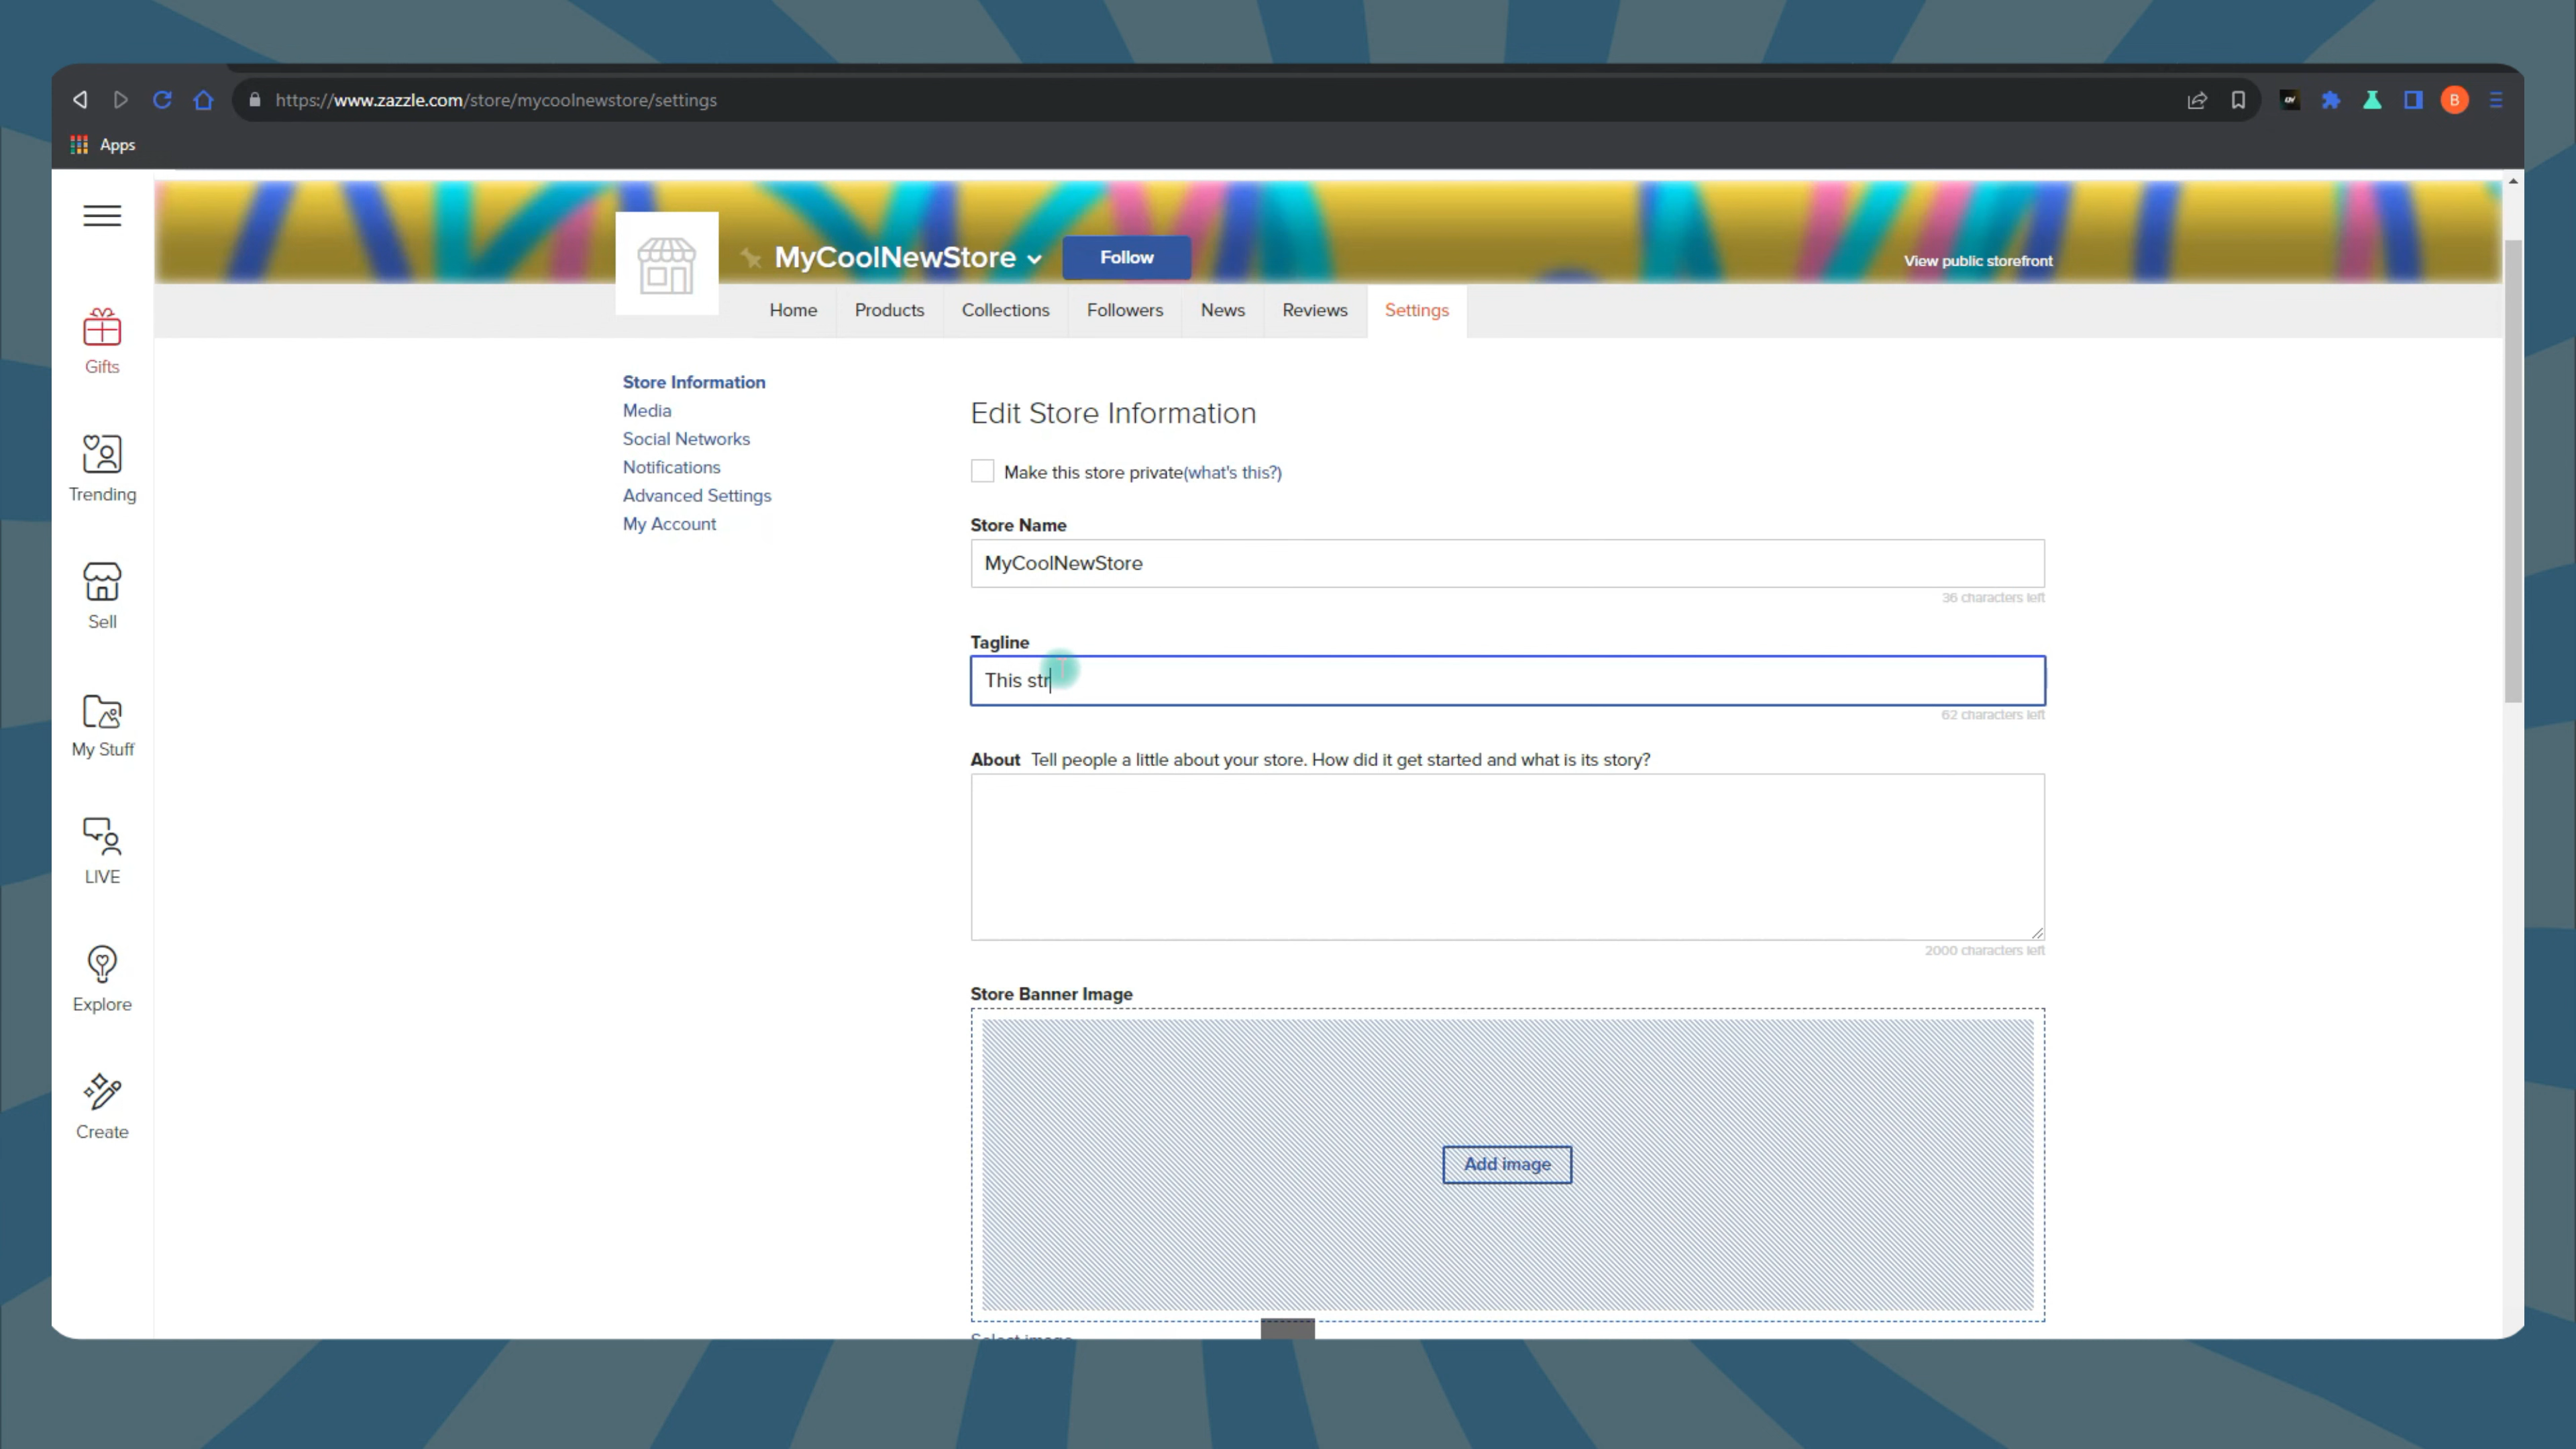 https://www.zazzle.com/store/mycoolnewstore/settings
B
Apps
MyCoolNewStore
Follow
View public storefront
Home Products Collections Followers News Reviews Settings
Gifts
Trending
Sell
My Stuff
LIVE
Explore
Create
Store Information
Media
Social Networks
Notifications
Advanced Settings
My Account
Edit Store Information
Make this store private(what's this?)
Store Name
MyCoolNewStore
36 characters left
Tagline
This str
62 characters left
About Tell people a little about your store. How did it get started and what is its story?
2000 characters left
Store Banner Image
Add image
Select image